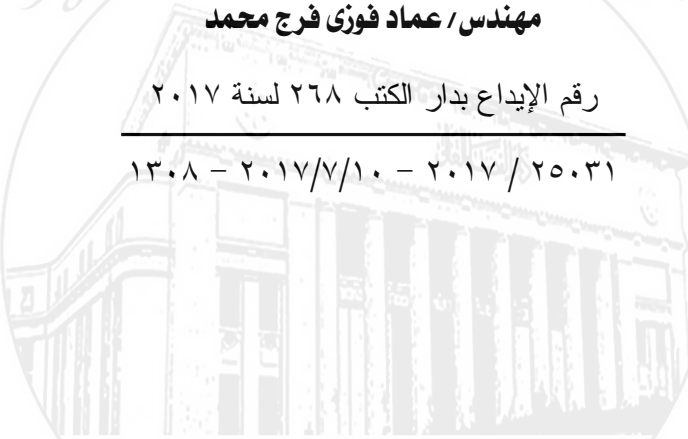 مهندس/ عماد فوزى فرج محمد
رقم الإيداع بدار الكتب ٢٦٨ لسنة ٢٠١٧
٢٥٠٣١ / ٢٠١٧ – ٢٠١٧/٧/١٠ – ١٣٠٨